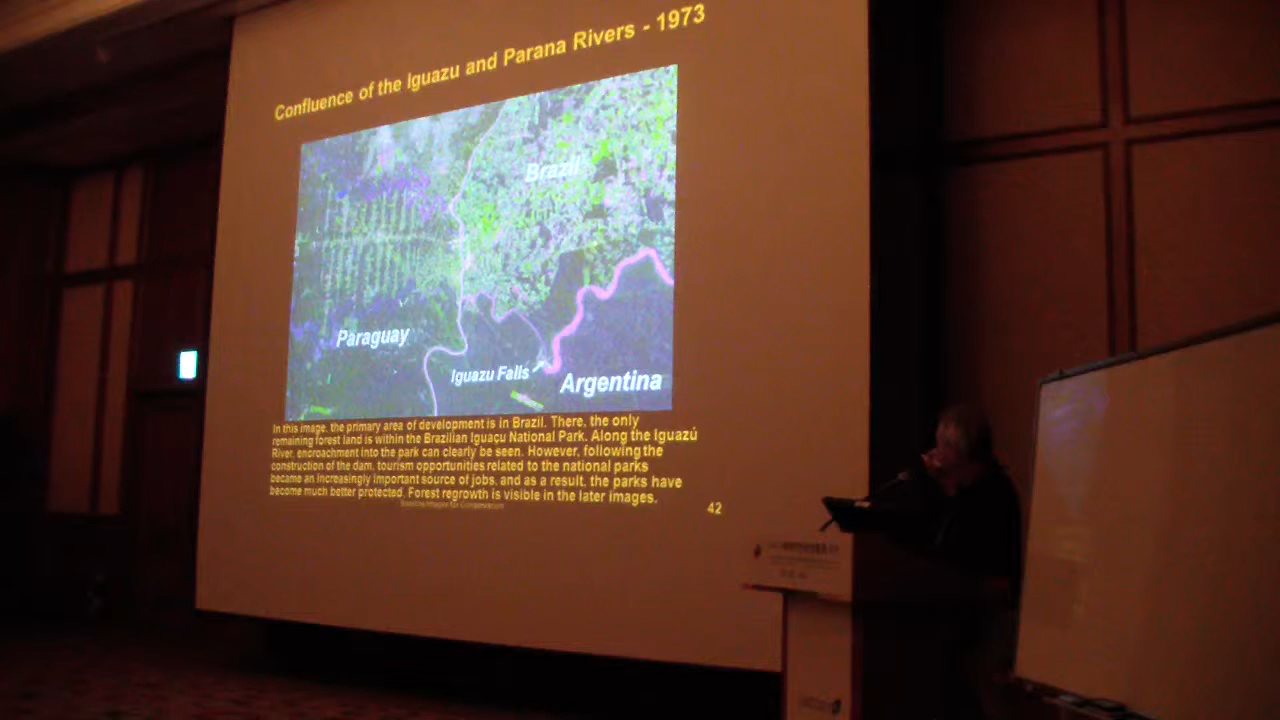 Confluence of the Iguazu and Parana Rivers - 1973
Brazil
Paraguay
Iguazu Falls
Argentina
In this image, the primary area of development is in Brazil. There, the only
remaining forest land is within the Brazilian Iguaçu National Park. Along the Iguazú
River, encroachment into the park can clearly be seen. However, following the
construction of the dam, tourism opportunities related to the national parks
became an increasingly important source of jobs, and as a result, the parks have
become much better protected. Forest regrowth is visible in the later images.
42